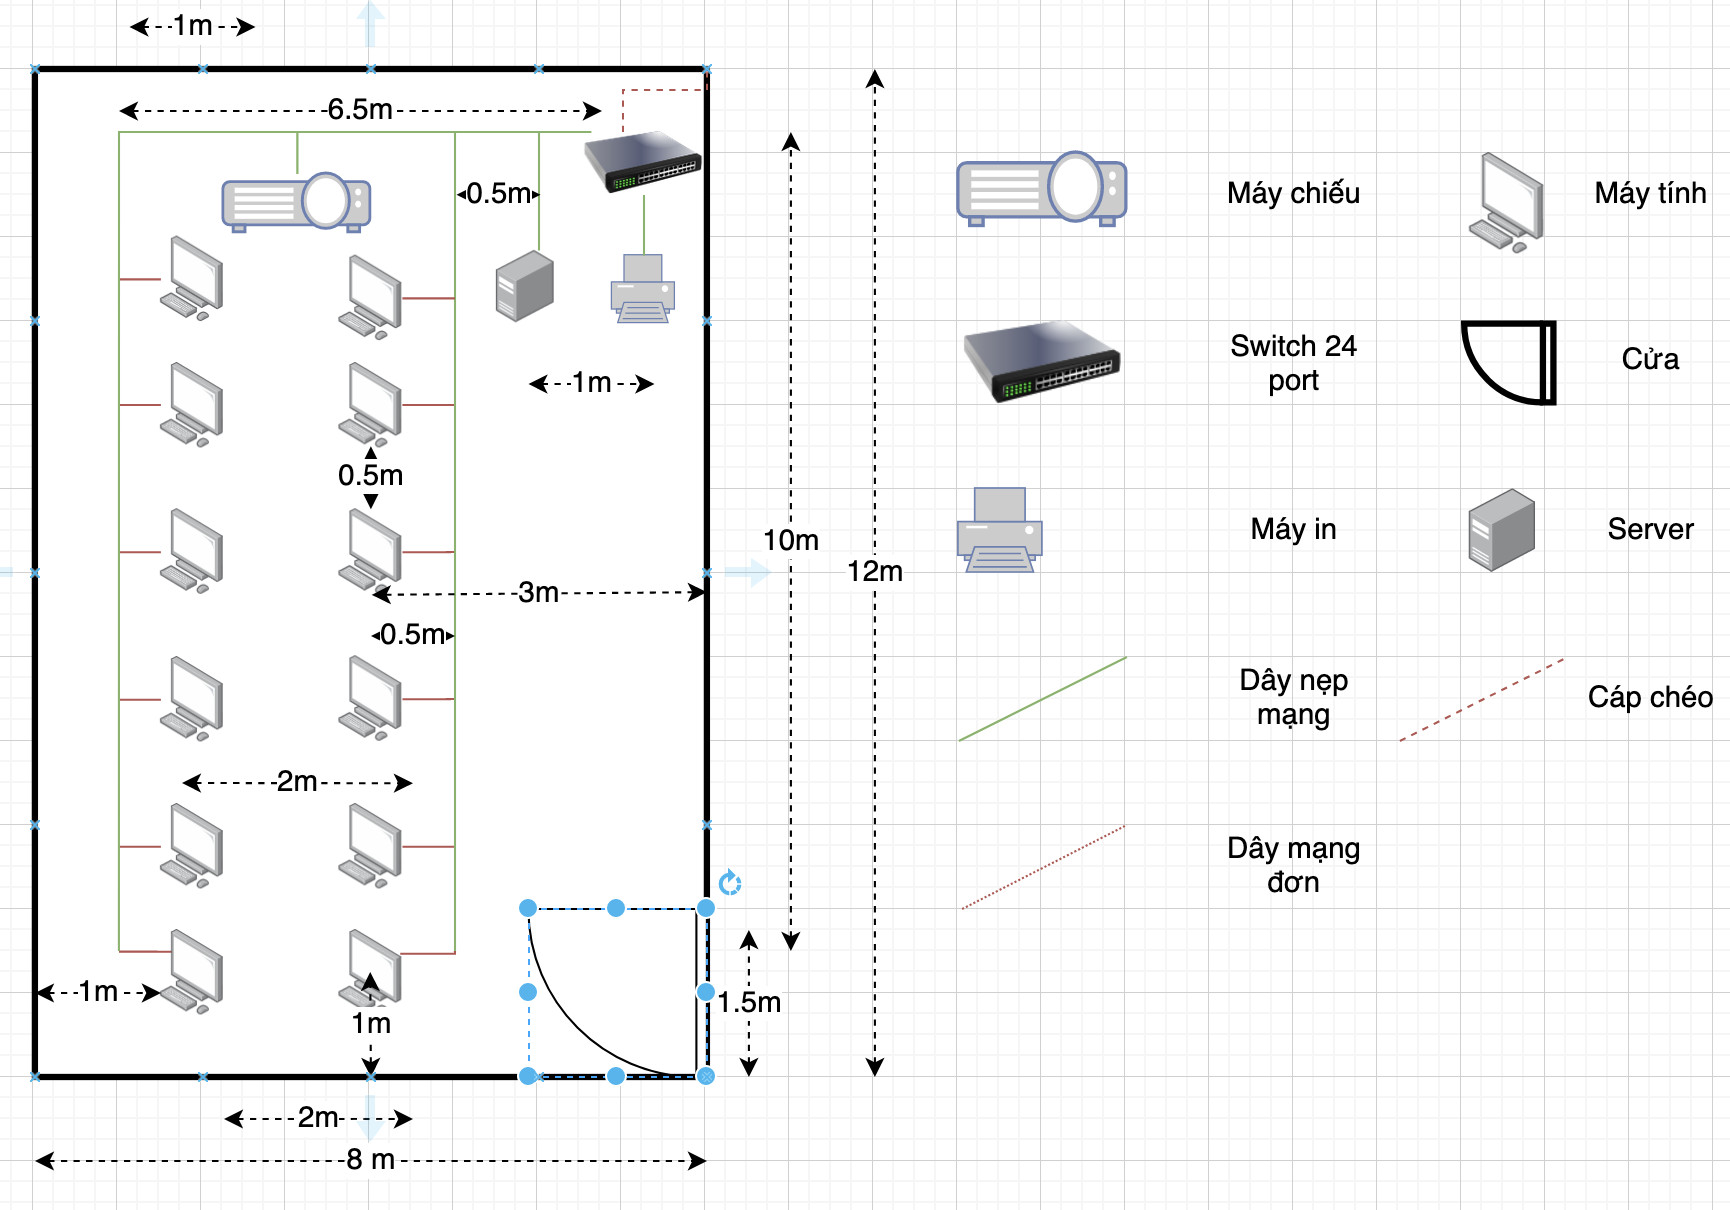 1m
6.5m
0.5m
1m
0.5m
10m
12m
3m
0.5m
2m
1m
1m
1.5m
2m
8 m
Máy chiếu
Máy tính
Switch 24
port
Cửa
Máy in
Server
Dây nẹp
mạng
Cáp chéo
Dây mạng
đơn